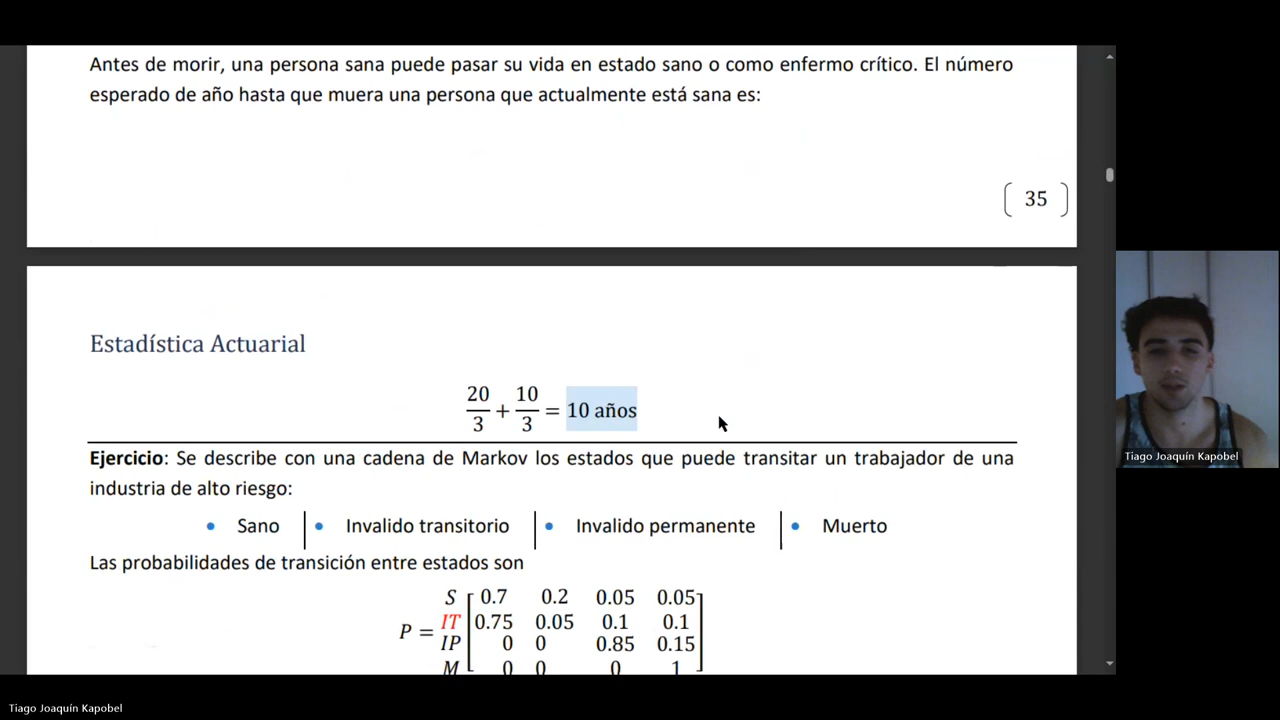 Antes de morir, una persona sana puede pasar su vida en estado sano o como enfermo crítico. El número
esperado de año hasta que muera una persona que actualmente está sana es:
35
Estadística Actuarial
20/3 + 10/3 = 10 años
Ejercicio: Se describe con una cadena de Markov los estados que puede transitar un trabajador de una
industria de alto riesgo:
• Sano | • Invalido transitorio | • Invalido permanente | • Muerto
Las probabilidades de transición entre estados son
S 0.7 0.2 0.05 0.05
IT 0.75 0.05 0.1 0.1
P =
IP 0 0 0.85 0.15
M 0 0 0 1
Tiago Joaquín Kapobel
Tiago Joaquín Kapobel